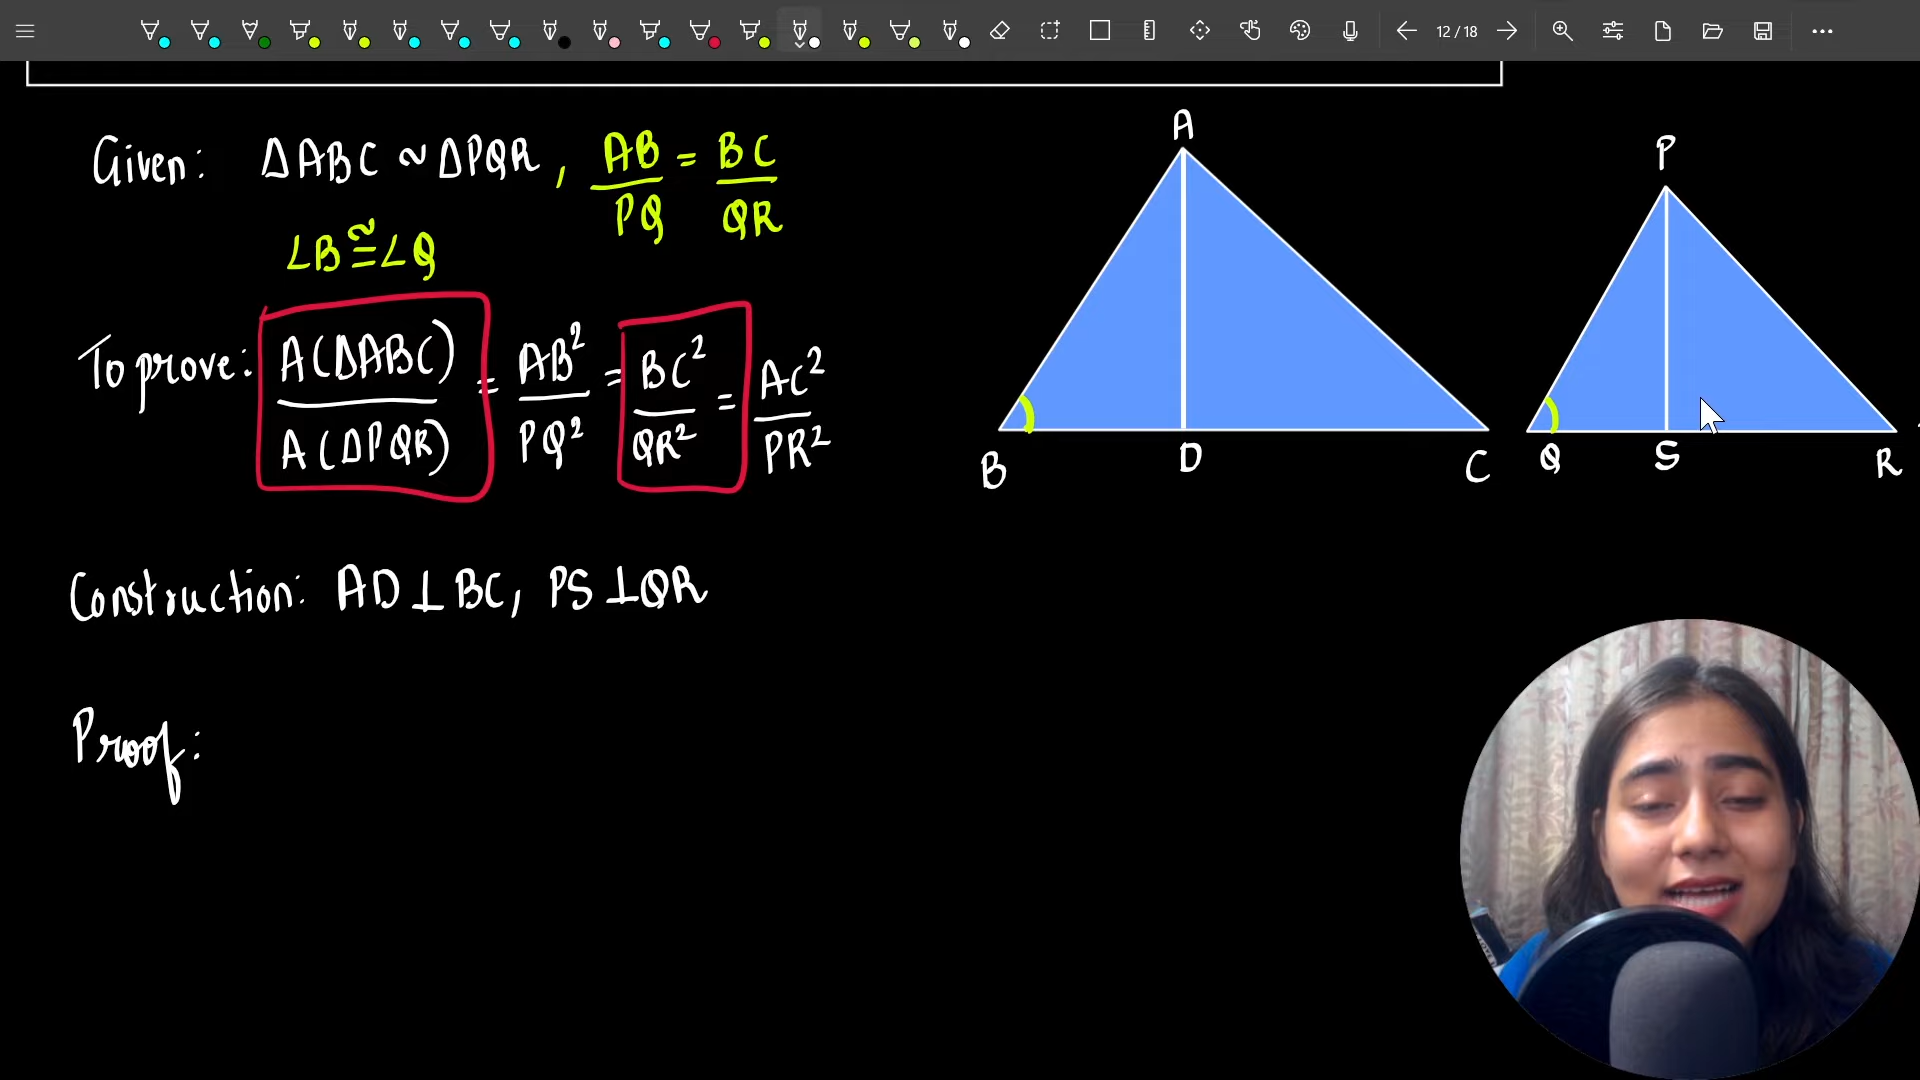 12/18
Given: ΔABC ~ ΔPQR, AB/PQ = BC/QR
∠B ≅ ∠Q
To prove: A(ΔABC)/A(ΔPQR) = AB²/PQ² = BC²/QR² = AC²/PR²
Construction: AD⊥BC, PS⊥QR
Proof:
A
P
B D C Q S R